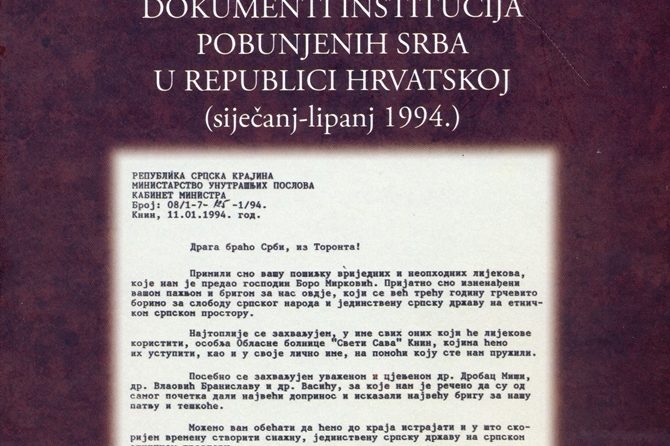 DOKUMENTI INSTITUCIJA
POBUNJENIH SRBA
U REPUBLICI HRVATSKOJ
(siječanj-lipanj 1994.)
РЕПУБЛИКА СРПСКА КРАЈИНА
МИНИСТАРСТВО УНУТРАШЊИХ ПОСЛОВА
КАБИНЕТ МИНИСТРА
Број: 08/1-7- -1/94.
Книн, 11.01.1994. год.
Драга браћо Срби, из Торонта!
Примили смо вашу пошиљку вриједних и неопходних лијекова,
које нам је предао господин Боро Мирковић. Пријатно смо изненађени
вашом пажњом и бригом за нас овдје, који се већ трећу годину грчевито
боримо за слободу српског народа и јединствену српску државу на етнич-
ком српском простору.
Најтоплије се захваљујем, у име свих оних који ће лијекове
користити, особља Обласне болнице "Свети Сава" Книн, којима ћемо
их уступити, као и у своје лично име, на помоћи коју сте нам пружили.
Посебно се захваљујем уваженом и цјењеном др. Дробац Миши,
др. Влаовић Браниславу и др. Васићу, за које нам је речено да су од
самог почетка дали највећи допринос и исказали највећу бригу за нашу
патњу и тешкоће.
Можемо вам обећати да ћемо до краја истрајати и у што ско-
ријем времену створити снажну, јединствену српску државу на српском